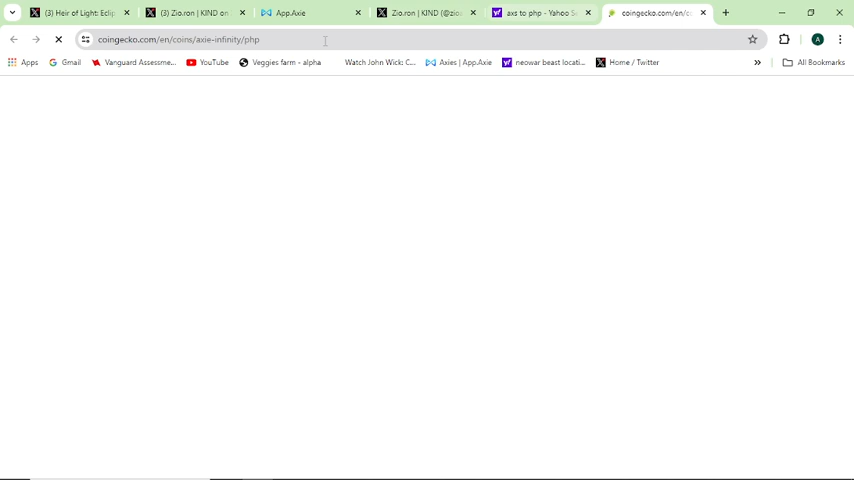 (3) Heir of Light: Eclip
(3) Zio.ron | KIND on
App.Axie
Zio.ron | KIND (@zio
axs to php - Yahoo S
coingecko.com/en/c
coingecko.com/en/coins/axie-infinity/php
A
Apps
Gmail
Vanguard Assessme...
YouTube
Veggies farm - alpha
Watch John Wick: C...
Axies | App.Axie
neowar beast locati...
Home / Twitter
»
All Bookmarks